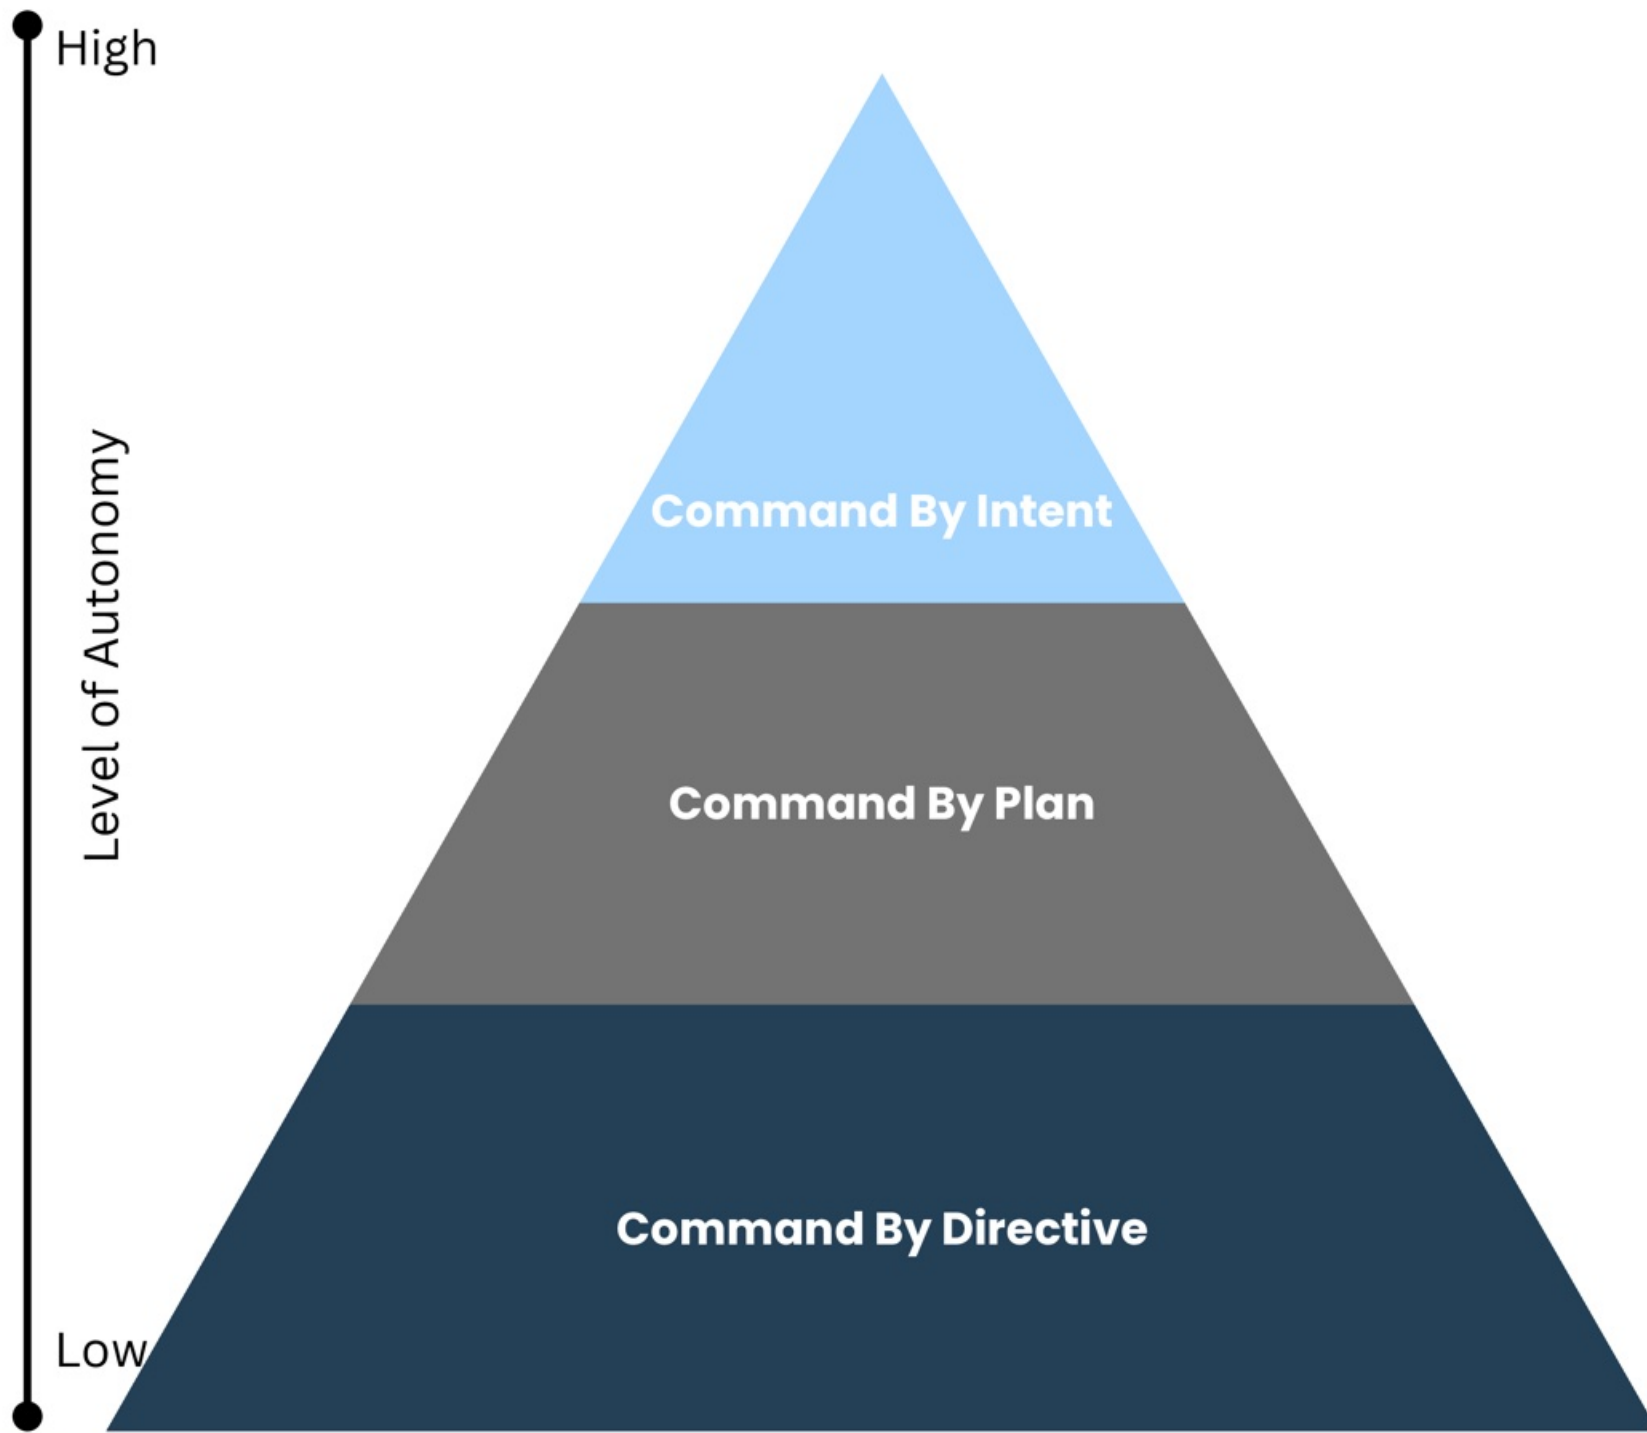 High
Level of Autonomy
Command By Intent
Command By Plan
Command By Directive
Low